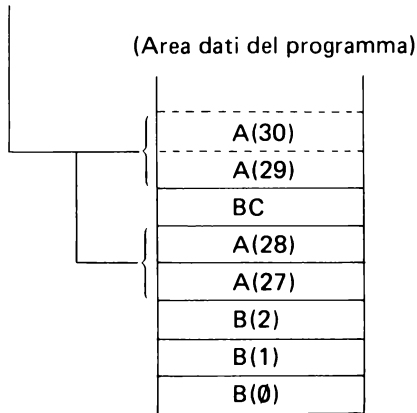 (Area dati del programma)
A(30)
A(29)
BC
A(28)
A(27)
B(2)
B(1)
B(Ø)